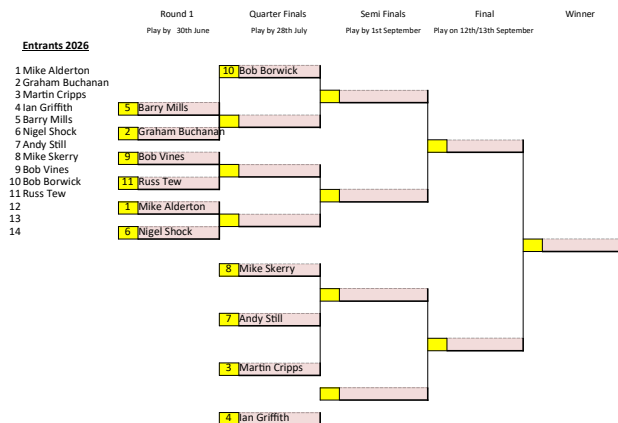 Round 1 Quarter Finals Semi Finals Final Winner
Play by 30th June Play by 28th July Play by 1st September Play on 12th/13th September
Entrants 2026
1 Mike Alderton
2 Graham Buchanan
3 Martin Cripps
4 Ian Griffith
5 Barry Mills
6 Nigel Shock
7 Andy Still
8 Mike Skerry
9 Bob Vines
10 Bob Borwick
11 Russ Tew
12
13
14
5 Barry Mills
2 Graham Buchanan
9 Bob Vines
11 Russ Tew
1 Mike Alderton
6 Nigel Shock
10 Bob Borwick
8 Mike Skerry
7 Andy Still
3 Martin Cripps
4 Ian Griffith